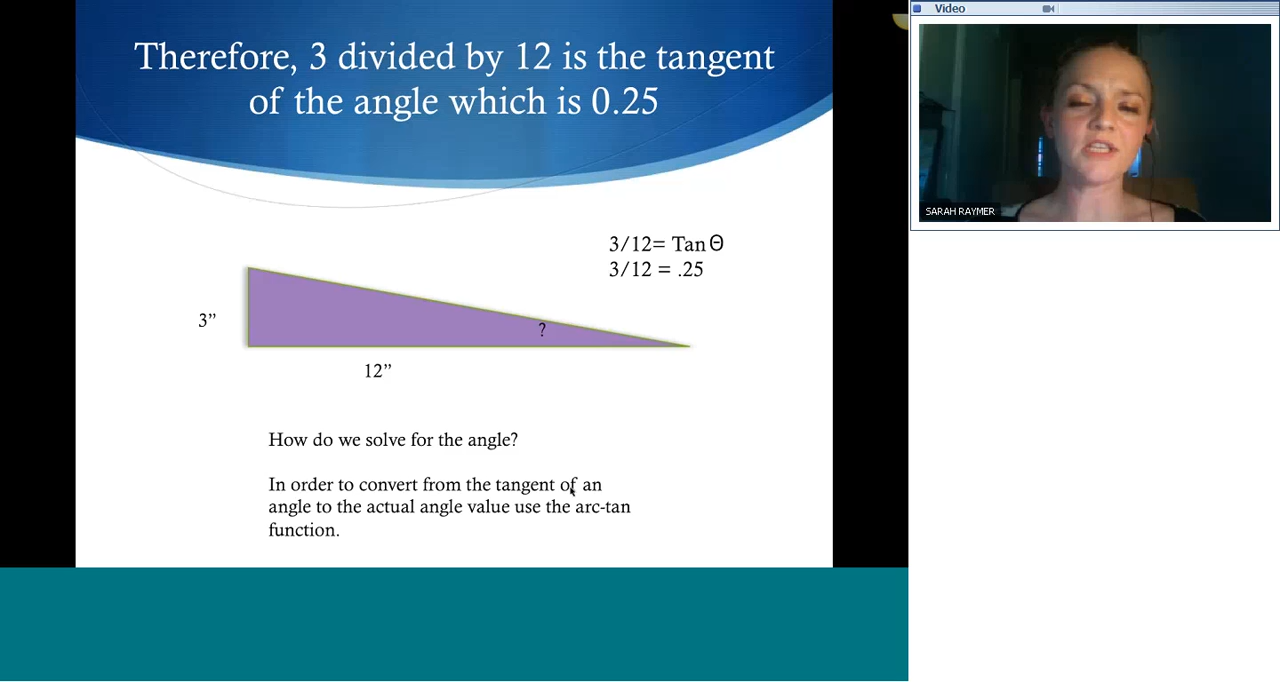 Therefore, 3 divided by 12 is the tangent
of the angle which is 0.25
3/12= Tan Θ
3/12 = .25
3”
?
12”
How do we solve for the angle?
In order to convert from the tangent of an
angle to the actual angle value use the arc-tan
function.
Video
SARAH RAYMER